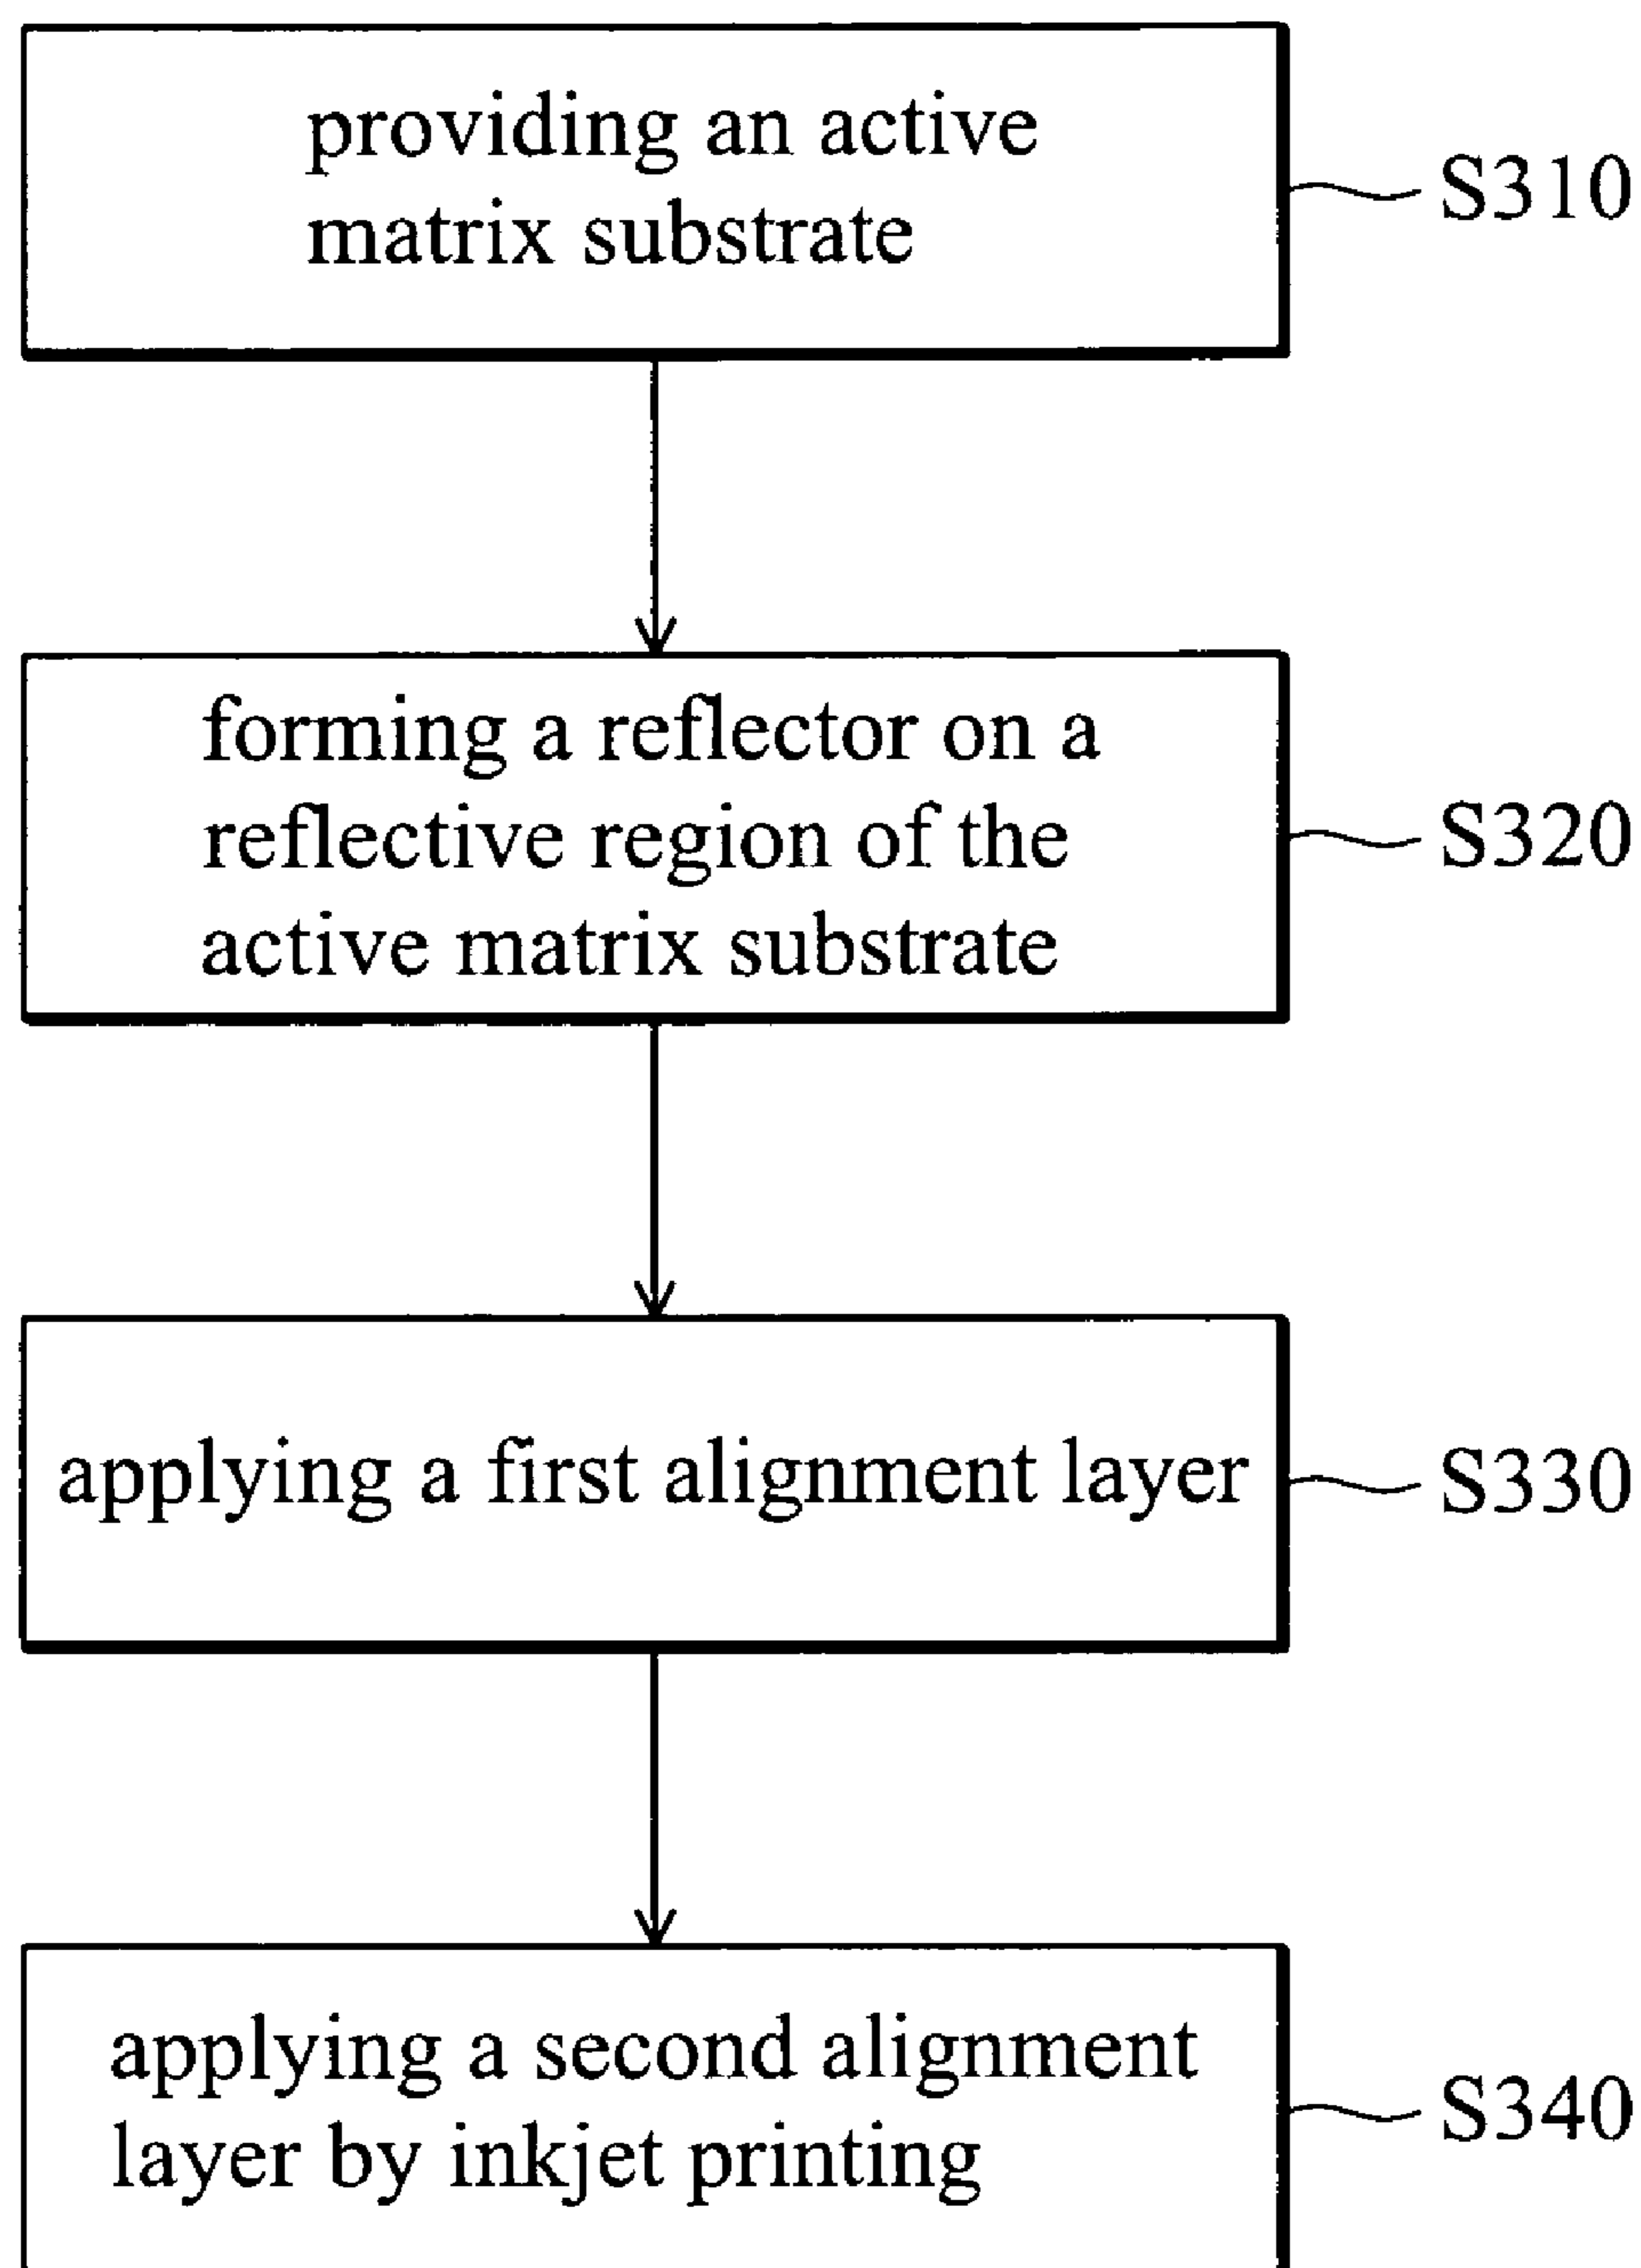 providing an active
matrix substrate
S310
forming a reflector on a
reflective region of the
active matrix substrate
S320
applying a first alignment layer
S330
applying a second alignment
layer by inkjet printing
S340